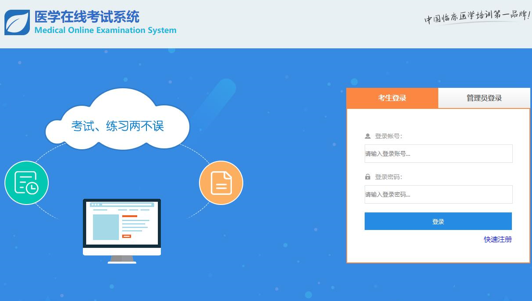 医学在线考试系统
Medical Online Examination System
中国临床医学培训第一品牌!
考试、练习两不误
考生登录
管理员登录
登录帐号:
请输入登录账号...
登录密码:
请输入登录密码...
登录
快速注册